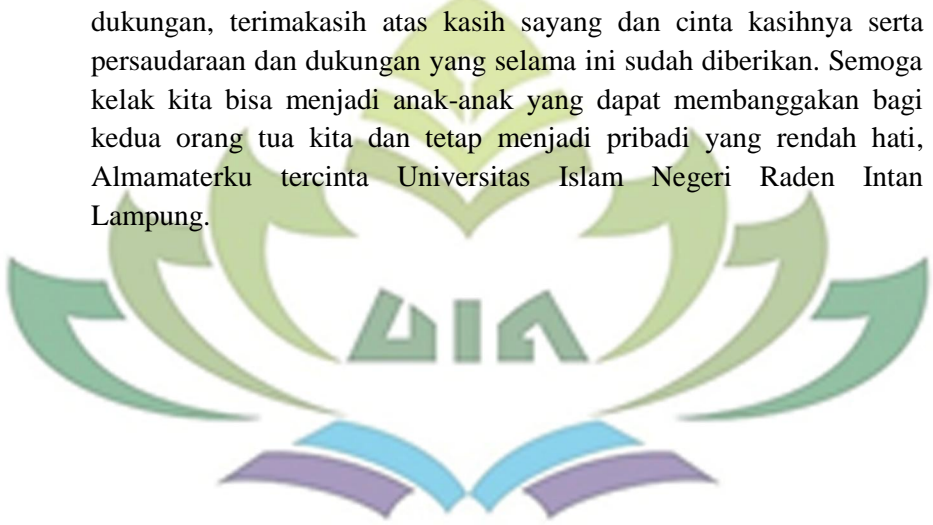 dukungan, terimakasih atas kasih sayang dan cinta kasihnya serta
persaudaraan dan dukungan yang selama ini sudah diberikan. Semoga
kelak kita bisa menjadi anak-anak yang dapat membanggakan bagi
kedua orang tua kita dan tetap menjadi pribadi yang rendah hati,
Almamaterku tercinta Universitas Islam Negeri Raden Intan
Lampung.